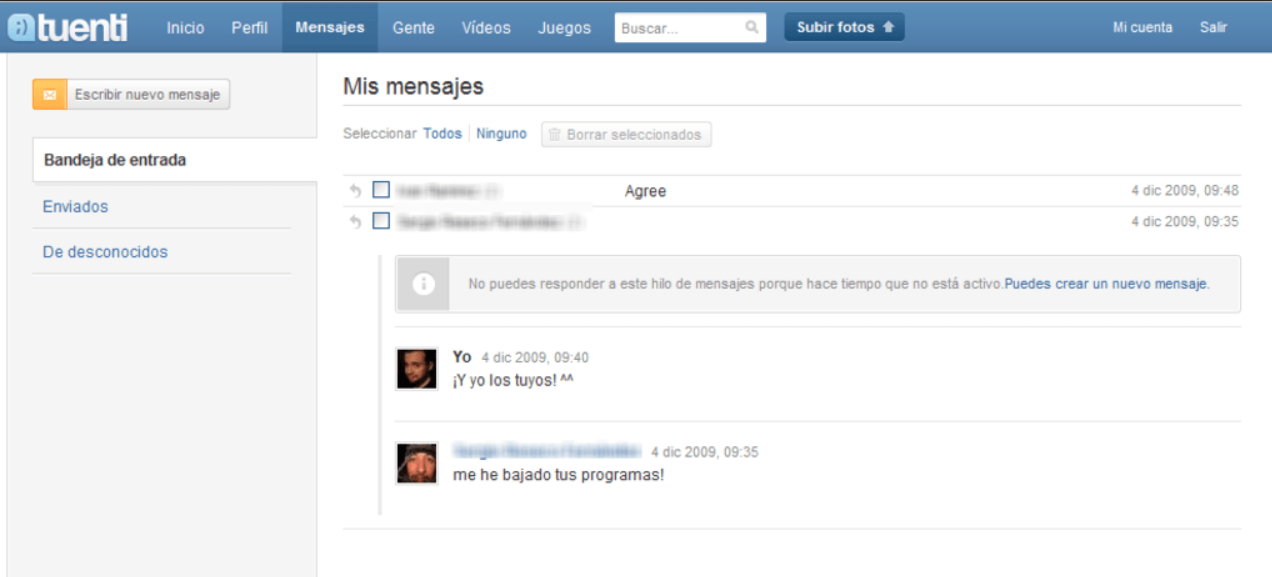 tuenti Inicio Perfil Mensajes Gente Vídeos Juegos Buscar... Subir fotos Mi cuenta Salir
Escribir nuevo mensaje
Bandeja de entrada
Enviados
De desconocidos
Mis mensajes
Seleccionar Todos Ninguno Borrar seleccionados
Agree 4 dic 2009, 09:48
4 dic 2009, 09:35
No puedes responder a este hilo de mensajes porque hace tiempo que no está activo.Puedes crear un nuevo mensaje.
Yo 4 dic 2009, 09:40
¡Y yo los tuyos! ^^
4 dic 2009, 09:35
me he bajado tus programas!